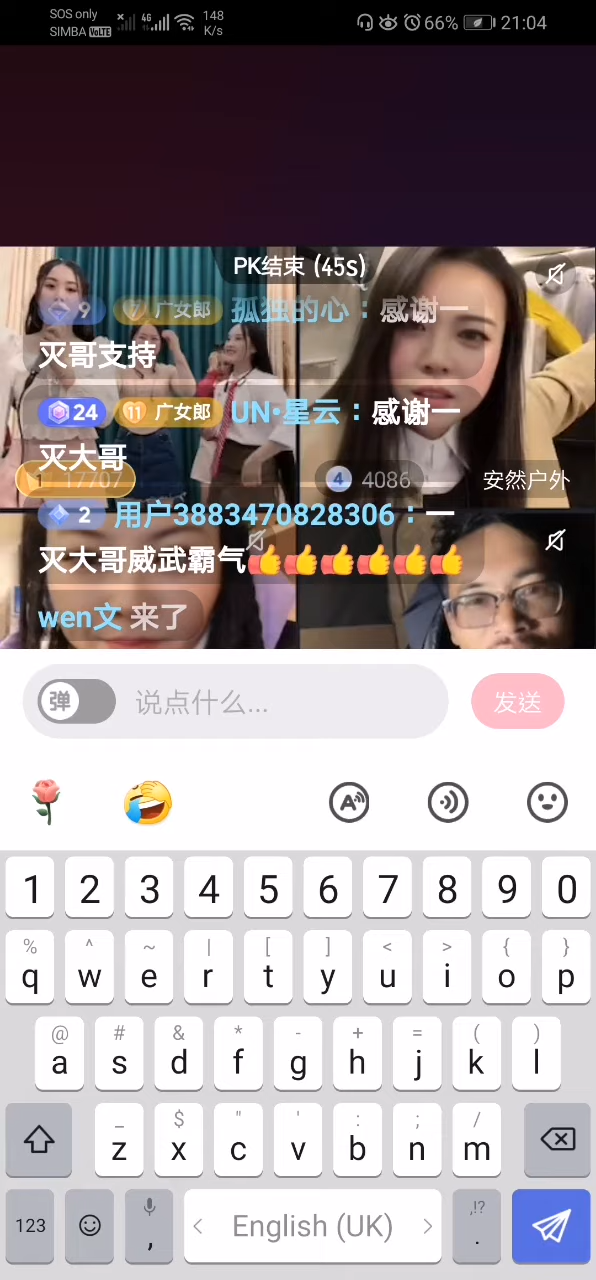 SOS only
SIMBA VoLTE
4G
148
K/s
66%
21:04
PK结束 (45s)
9 7 广女郎 孤独的心：感谢一
灭哥支持
24 11 广女郎 UN·星云：感谢一
灭大哥
1 17707
4 4086
安然户外
2 用户3883470828306：一
灭大哥威武霸气👍👍👍👍👍👍
wen文 来了
弹 说点什么...
发送
1 2 3 4 5 6 7 8 9 0
% ^ ~ | [ ] < > { }
q w e r t y u i o p
@ # & * - + = ( )
a s d f g h j k l
_ $ " ' : ; /
z x c v b n m
123 , English (UK) ,!? .